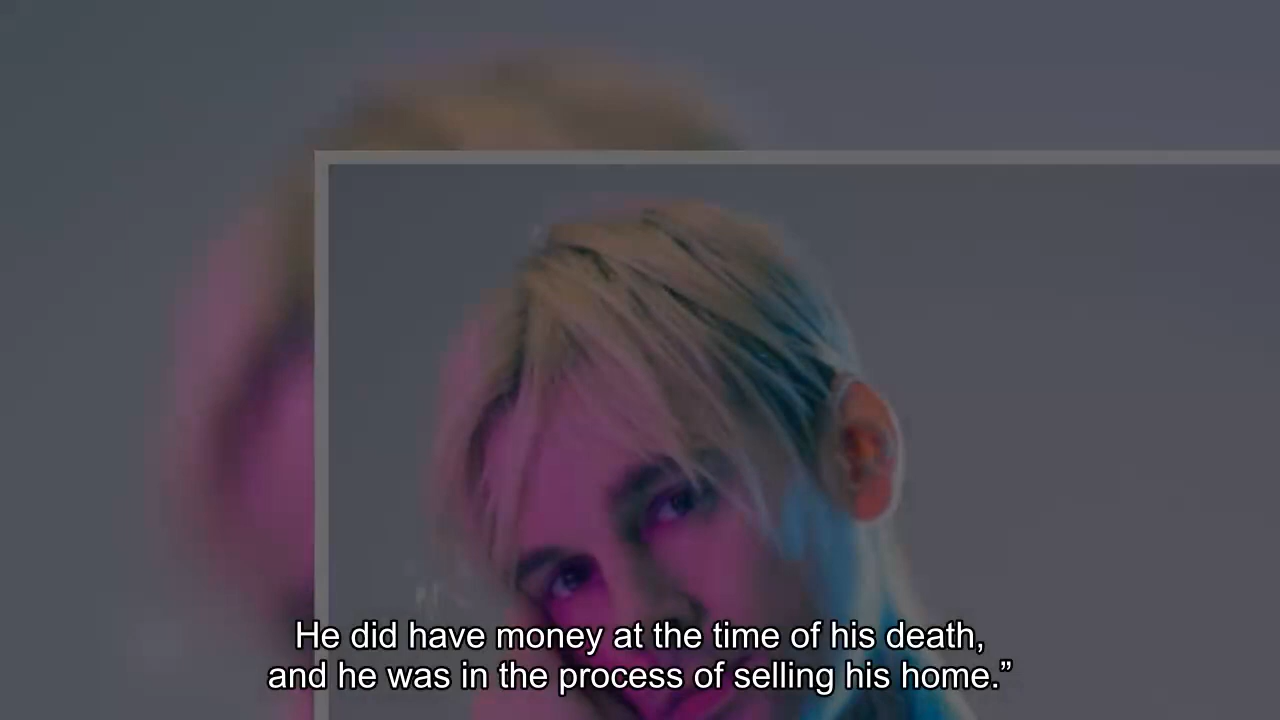 He did have money at the time of his death,
and he was in the process of selling his home.”